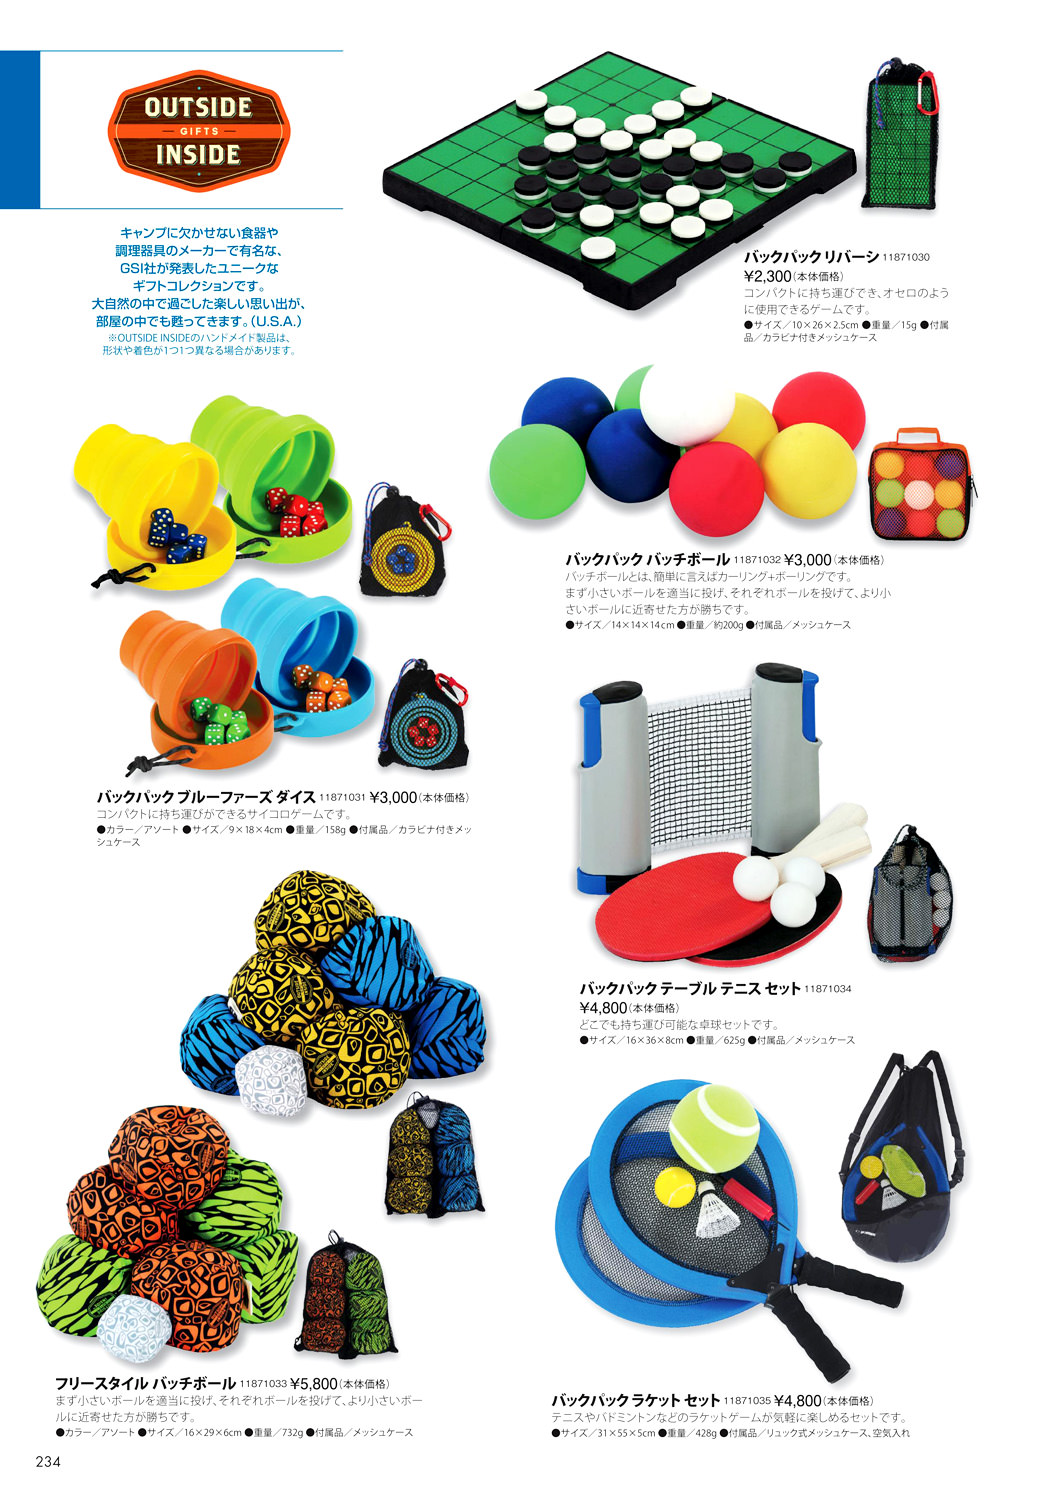 OUTSIDE
GIFTS
INSIDE
キャンプに欠かせない食器や
調理器具のメーカーで有名な、
GSI社が発表したユニークな
ギフトコレクションです。
大自然の中で過ごした楽しい思い出が、
部屋の中でも甦ってきます。(U.S.A.)
※OUTSIDE INSIDEのハンドメイド製品は、
形状や着色が1つ1つ異なる場合があります。
バックパック リバーシ 11871030
¥2,300(本体価格)
コンパクトに持ち運びでき、オセロのよう
に使用できるゲームです。
●サイズ／10×26×2.5cm ●重量／15g ●付属
品／カラビナ付きメッシュケース
バックパック バッチボール 11871032 ¥3,000(本体価格)
バッチボールとは、簡単に言えばカーリング+ボーリングです。
まず小さいボールを適当に投げ、それぞれボールを投げて、より小
さいボールに近寄せた方が勝ちです。
●サイズ／14×14×14cm ●重量／約200g ●付属品／メッシュケース
バックパック ブルーファーズ ダイス 11871031 ¥3,000(本体価格)
コンパクトに持ち運びができるサイコロゲームです。
●カラー／アソート ●サイズ／9×18×4cm ●重量／158g ●付属品／カラビナ付きメッ
シュケース
バックパック テーブル テニス セット 11871034
¥4,800(本体価格)
どこでも持ち運び可能な卓球セットです。
●サイズ／16×36×8cm ●重量／625g ●付属品／メッシュケース
フリースタイル バッチボール 11871033 ¥5,800(本体価格)
まず小さいボールを適当に投げ、それぞれボールを投げて、より小さいボー
ルに近寄せた方が勝ちです。
●カラー／アソート ●サイズ／16×29×6cm ●重量／732g ●付属品／メッシュケース
バックパック ラケット セット 11871035 ¥4,800(本体価格)
テニスやバドミントンなどのラケットゲームが気軽に楽しめるセットです。
●サイズ／31×55×5cm ●重量／428g ●付属品／リュック式メッシュケース、空気入れ
234